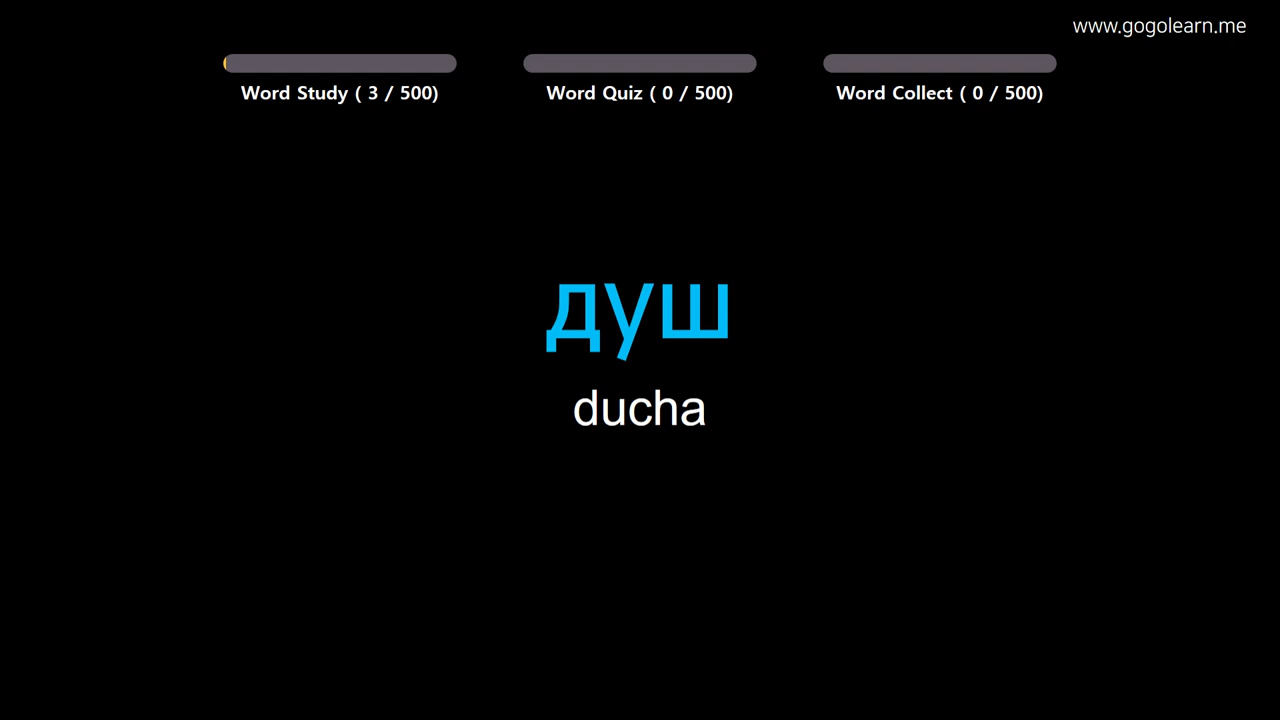 www.gogolearn.me
Word Study ( 3 / 500)
Word Quiz ( 0 / 500)
Word Collect ( 0 / 500)
душ
ducha